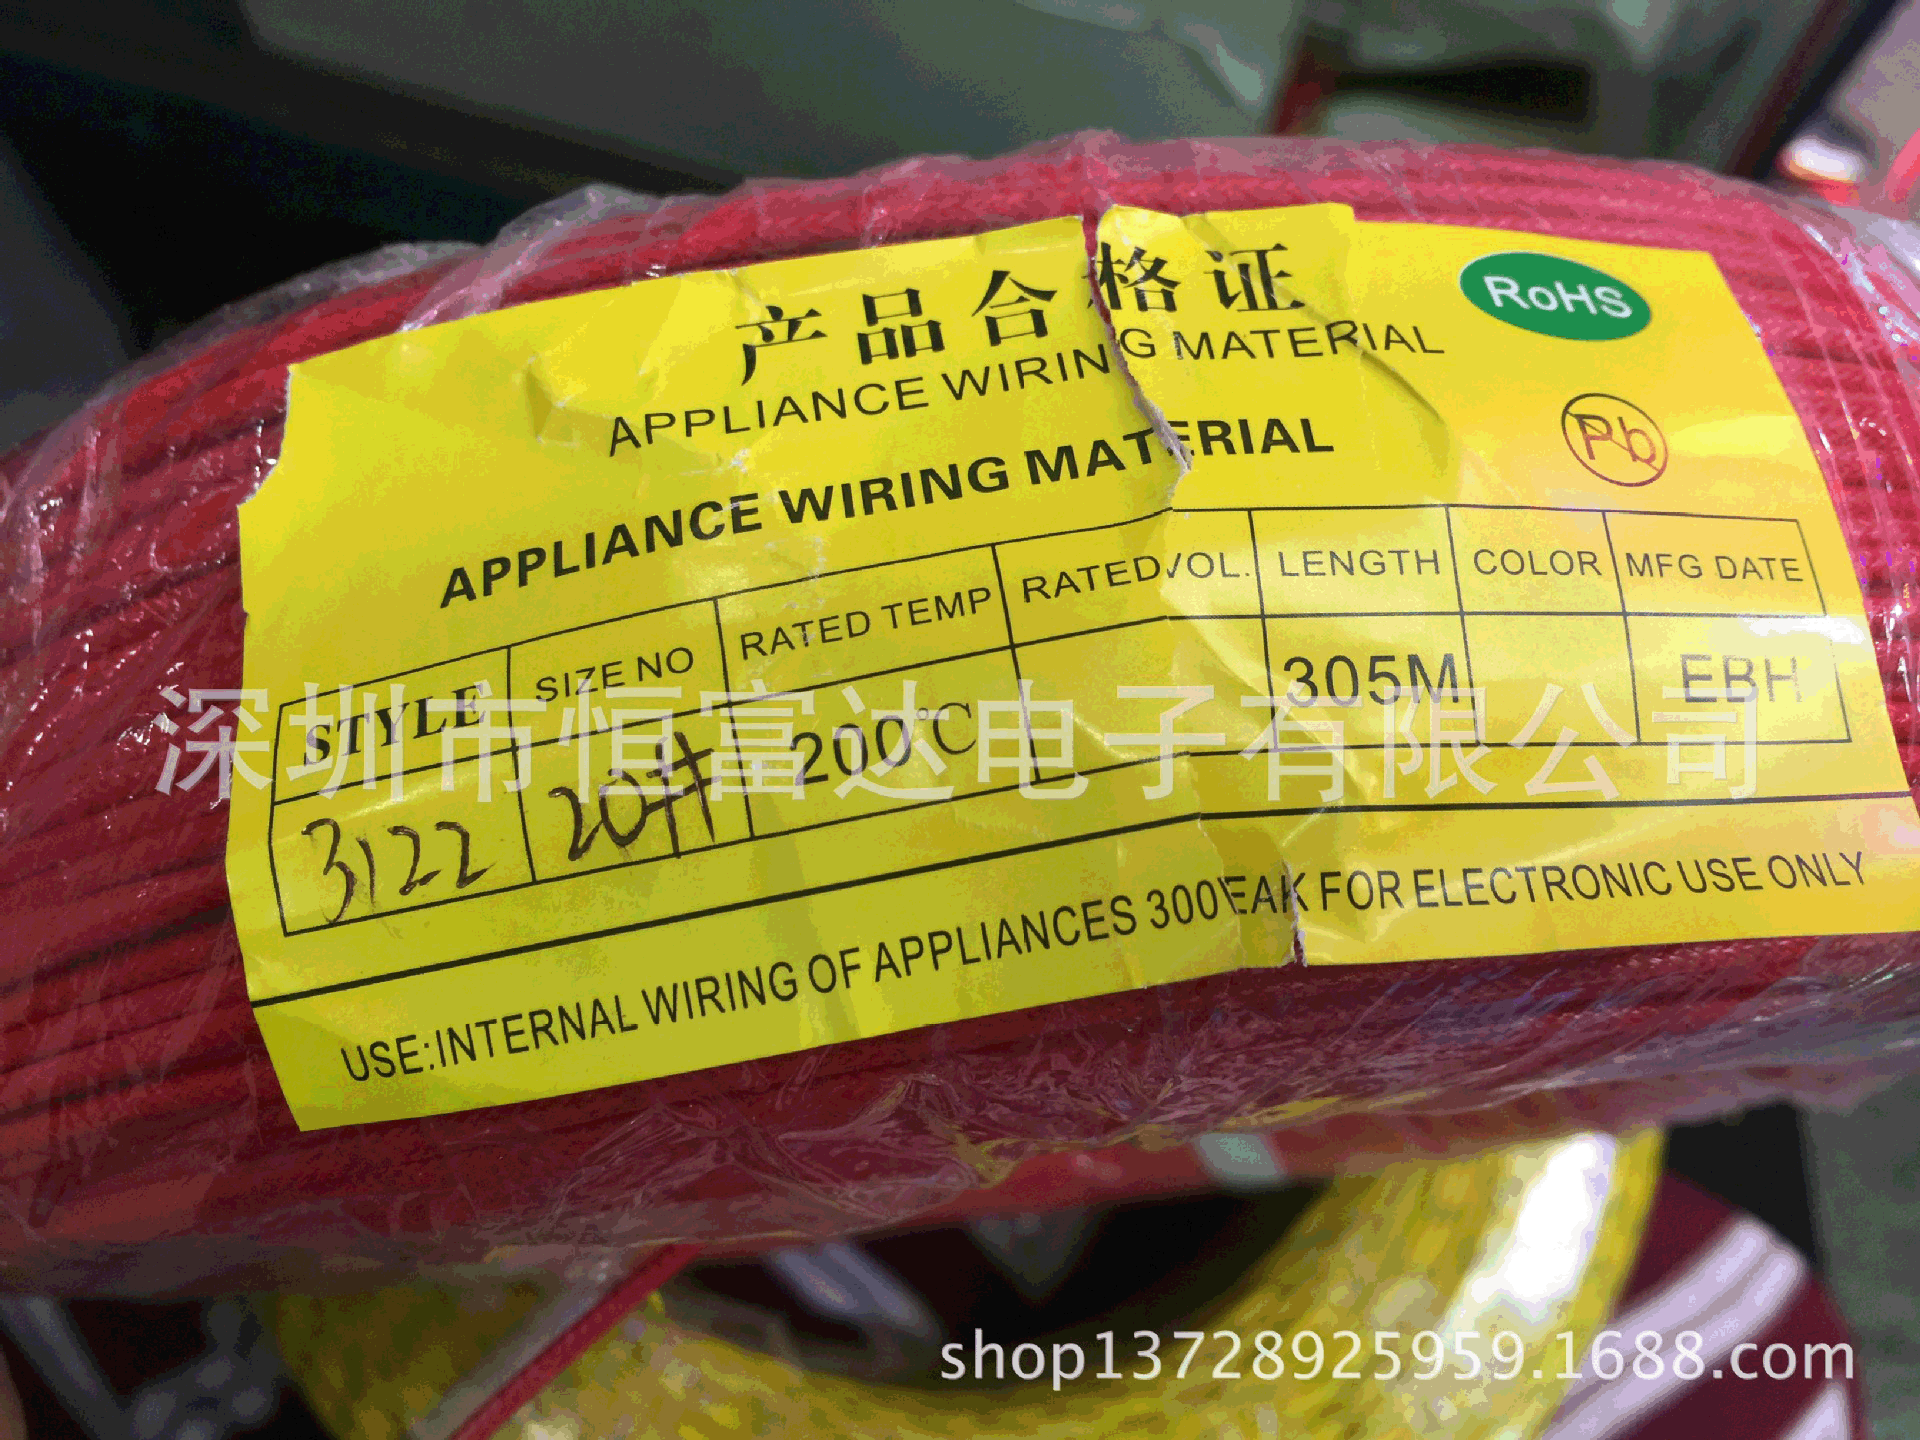 产品合格证
RoHS
APPLIANCE WIRING MATERIAL
Pb
APPLIANCE WIRING MATERIAL
STYLE SIZE NO RATED TEMP RATED VOL. LENGTH COLOR MFG DATE
3122 20# 200℃ 305M EBH
深圳市恒富达电子有限公司
USE:INTERNAL WIRING OF APPLIANCES 300VEAK FOR ELECTRONIC USE ONLY
shop13728925959.1688.com